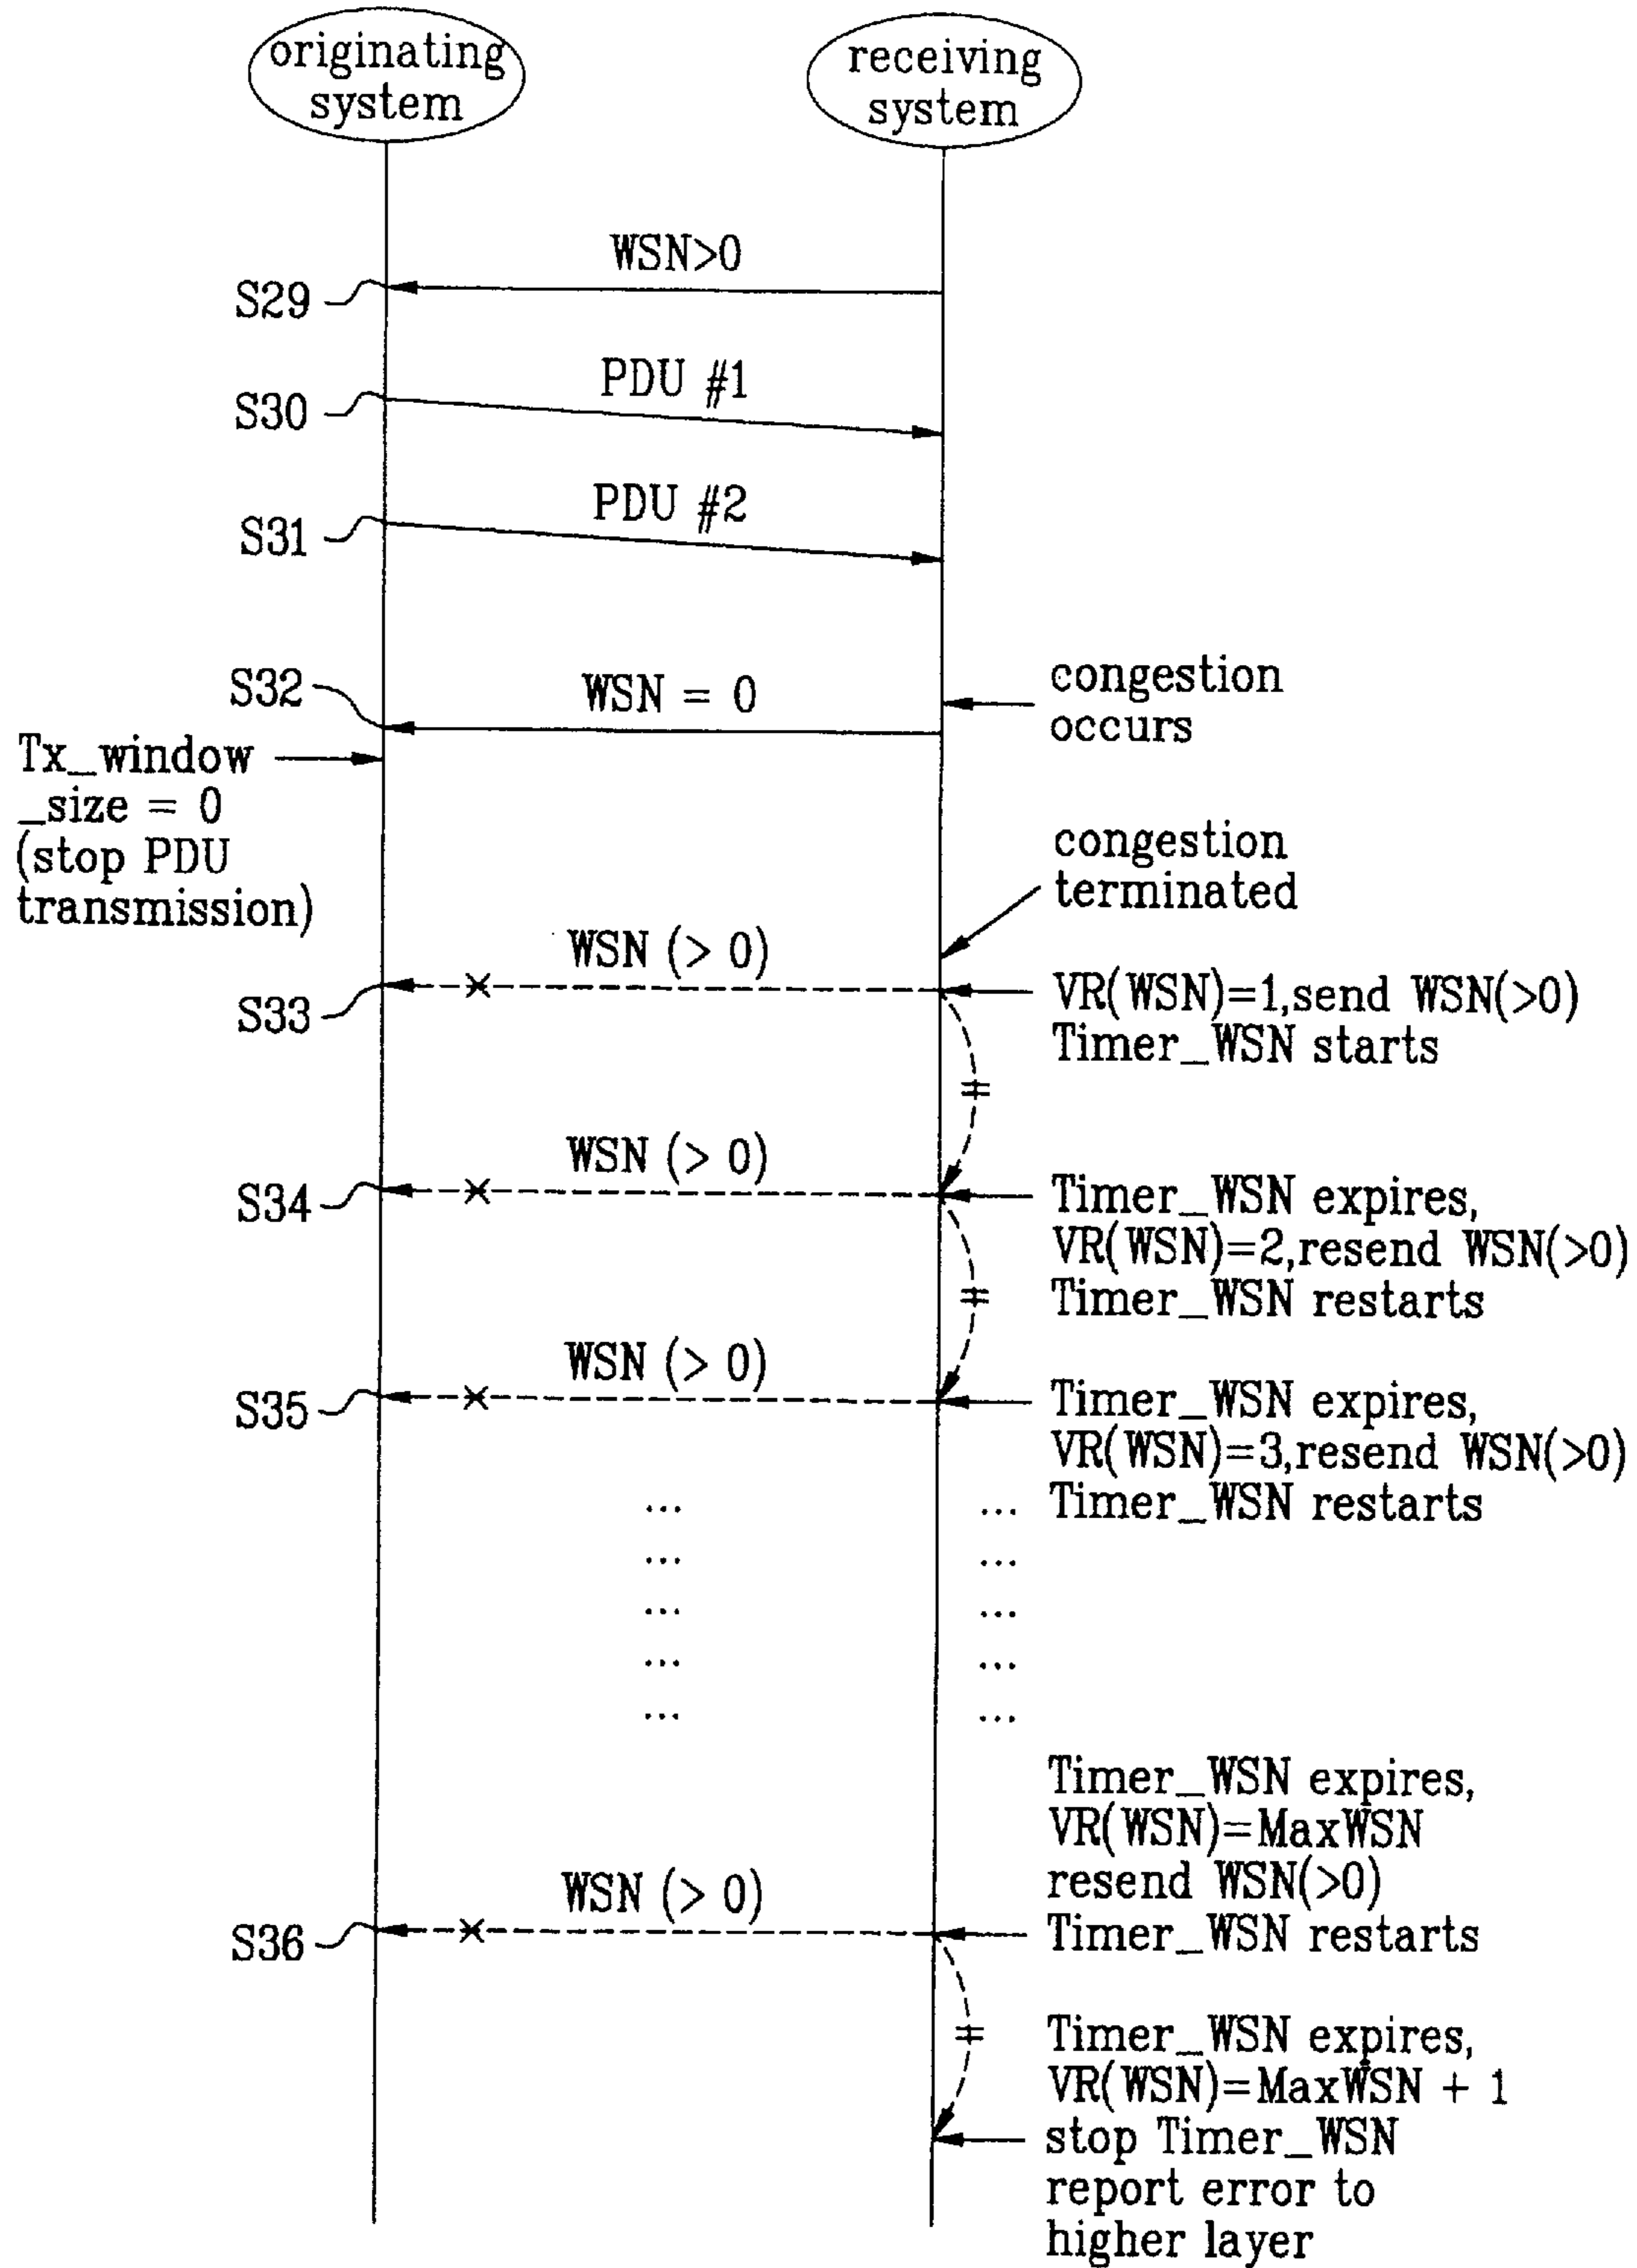 originating
system
receiving
system
WSN>0
S29
PDU #1
S30
PDU #2
S31
S32
WSN = 0
congestion
occurs
Tx_window
_size = 0
(stop PDU
transmission)
congestion
terminated
WSN (> 0)
S33
VR(WSN)=1,send WSN(>0)
Timer_WSN starts
WSN (> 0)
S34
Timer_WSN expires,
VR(WSN)=2,resend WSN(>0)
Timer_WSN restarts
WSN (> 0)
S35
Timer_WSN expires,
VR(WSN)=3,resend WSN(>0)
Timer_WSN restarts
... ...
... ...
... ...
... ...
... ...
Timer_WSN expires,
VR(WSN)=MaxWSN
resend WSN(>0)
Timer_WSN restarts
WSN (> 0)
S36
Timer_WSN expires,
VR(WSN)=MaxWSN + 1
stop Timer_WSN
report error to
higher layer